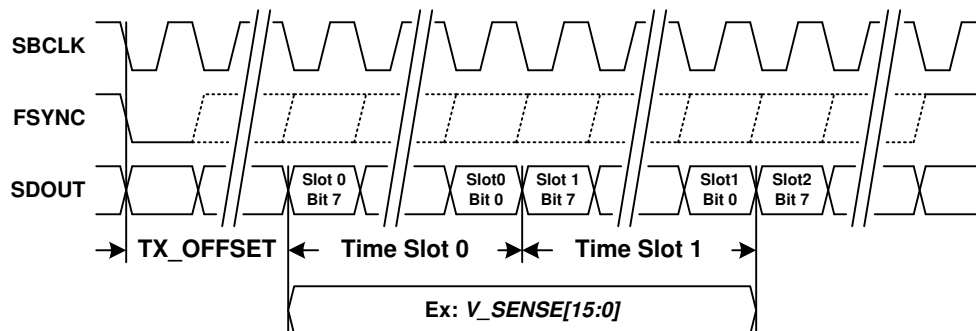 SBCLK
FSYNC
SDOUT
Slot 0 Bit 7
Slot0 Bit 0
Slot 1 Bit 7
Slot1 Bit 0
Slot2 Bit 7
TX_OFFSET
Time Slot 0
Time Slot 1
Ex: V_SENSE[15:0]